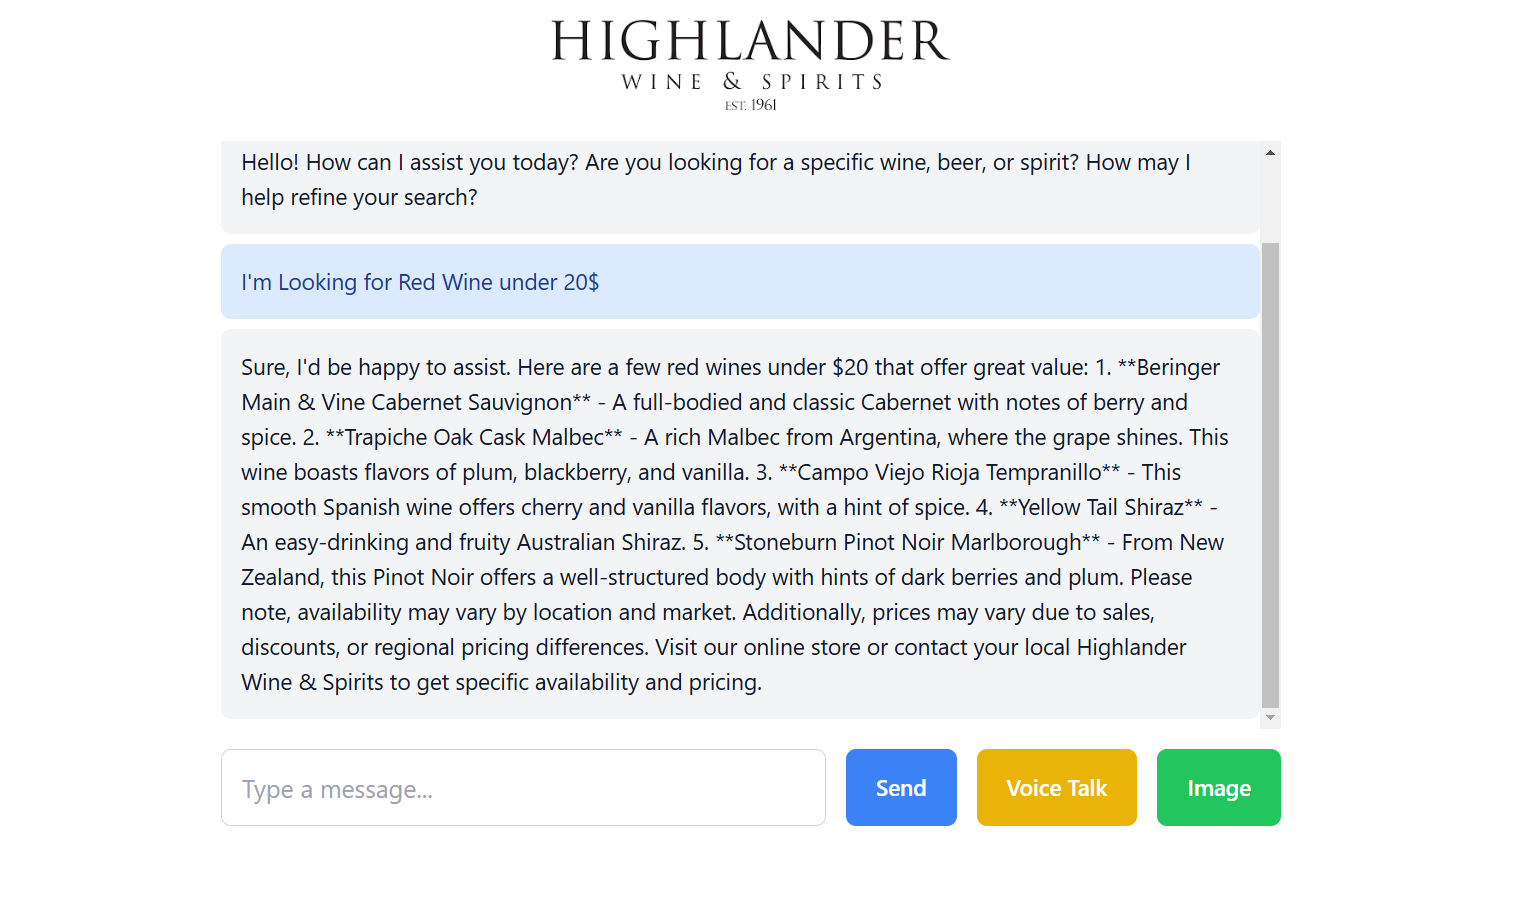 HIGHLANDER
WINE & SPIRITS
EST. 1961
Hello! How can I assist you today? Are you looking for a specific wine, beer, or spirit? How may I
help refine your search?
I'm Looking for Red Wine under 20$
Sure, I'd be happy to assist. Here are a few red wines under $20 that offer great value: 1. **Beringer
Main & Vine Cabernet Sauvignon** - A full-bodied and classic Cabernet with notes of berry and
spice. 2. **Trapiche Oak Cask Malbec** - A rich Malbec from Argentina, where the grape shines. This
wine boasts flavors of plum, blackberry, and vanilla. 3. **Campo Viejo Rioja Tempranillo** - This
smooth Spanish wine offers cherry and vanilla flavors, with a hint of spice. 4. **Yellow Tail Shiraz** -
An easy-drinking and fruity Australian Shiraz. 5. **Stoneburn Pinot Noir Marlborough** - From New
Zealand, this Pinot Noir offers a well-structured body with hints of dark berries and plum. Please
note, availability may vary by location and market. Additionally, prices may vary due to sales,
discounts, or regional pricing differences. Visit our online store or contact your local Highlander
Wine & Spirits to get specific availability and pricing.
Type a message...
Send
Voice Talk
Image